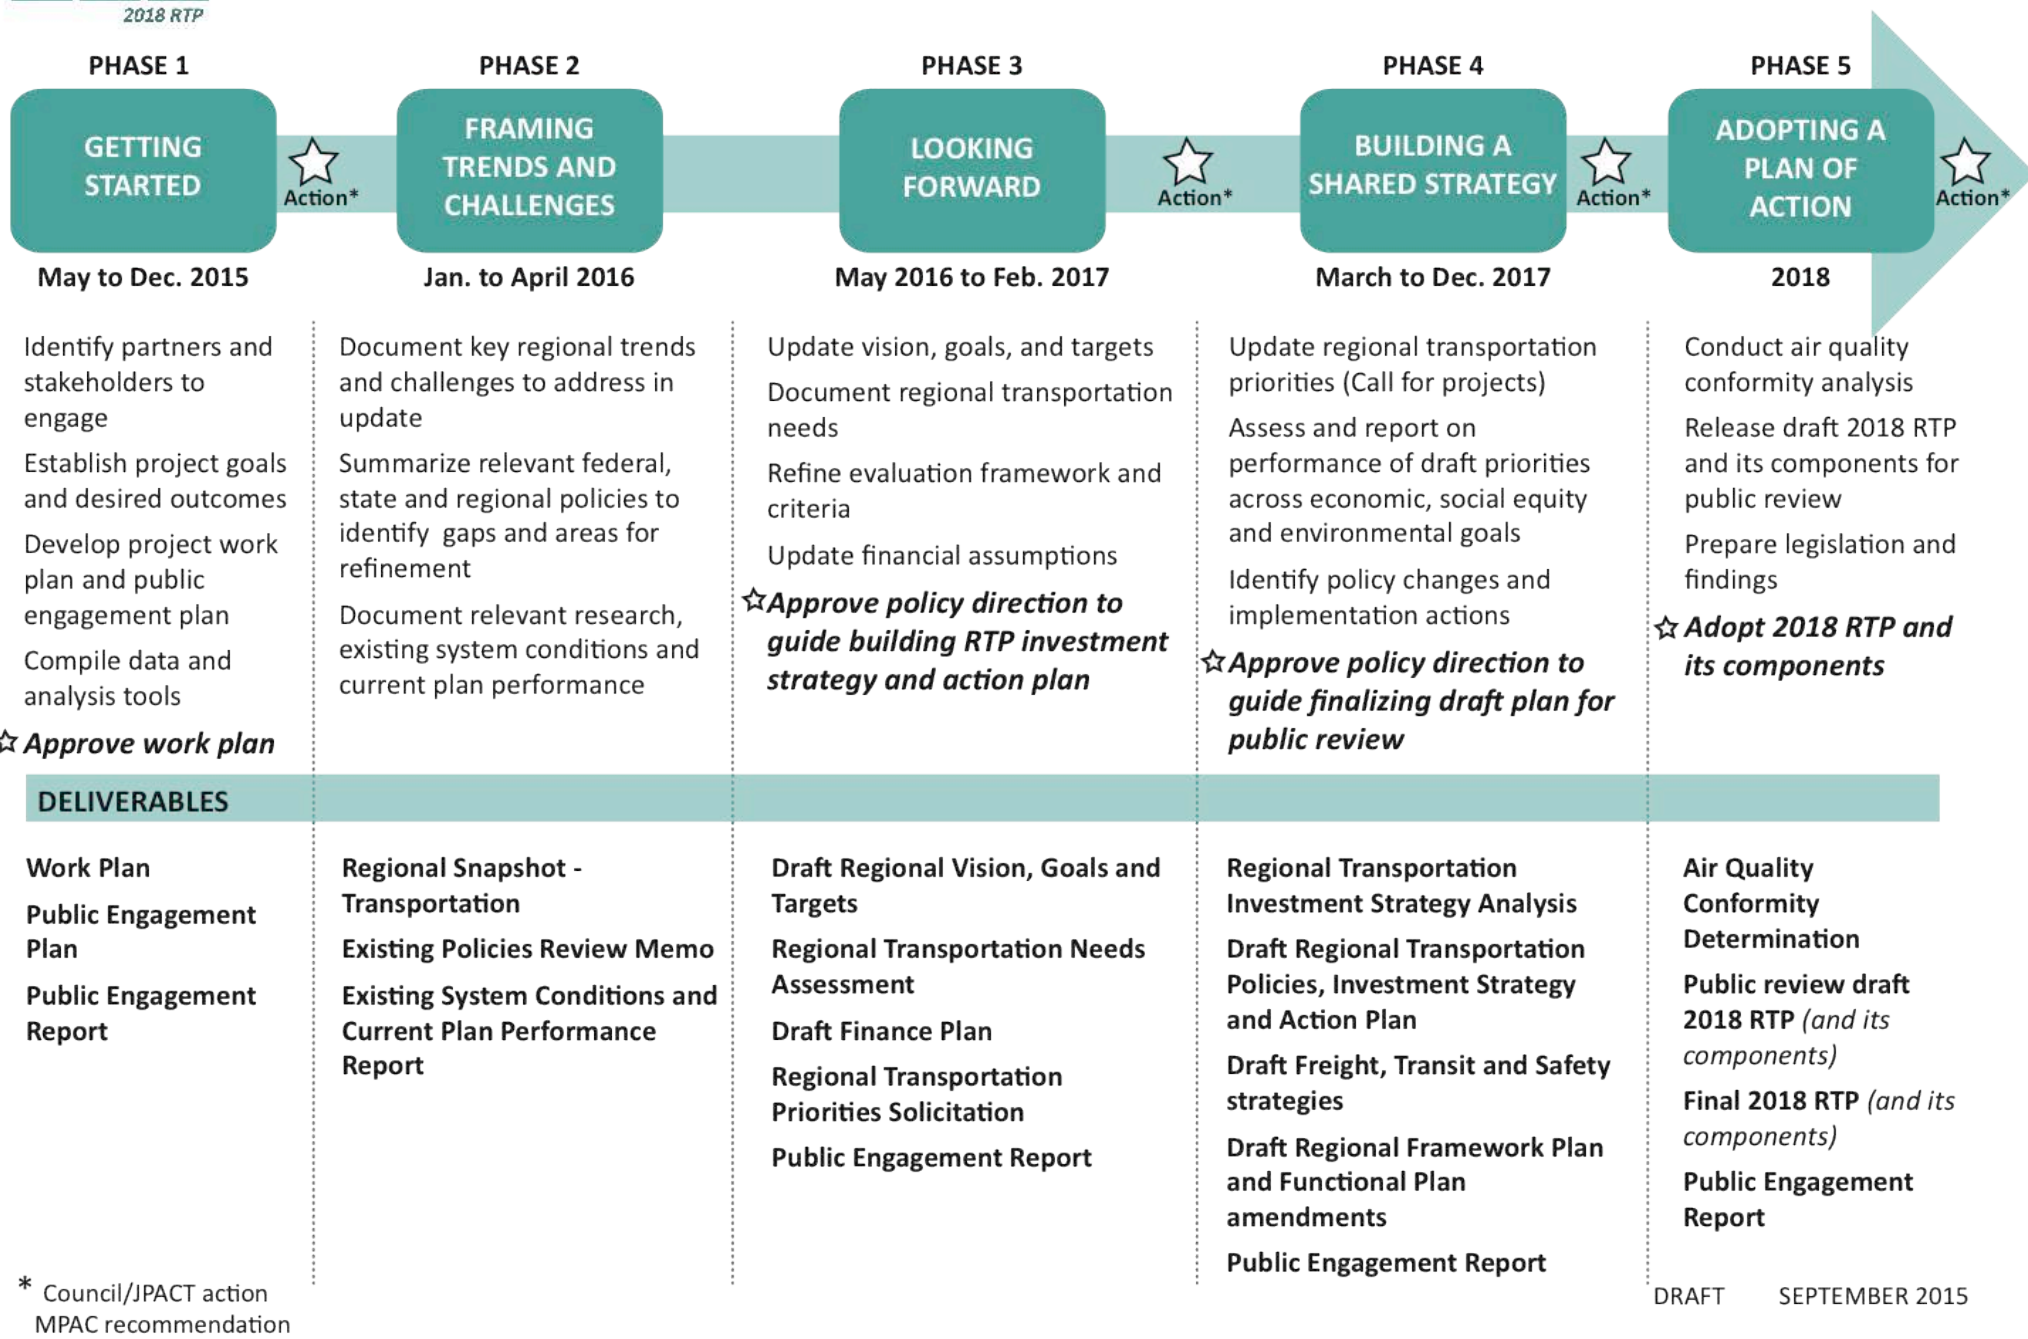 2018 RTP
PHASE 1
GETTING
STARTED
May to Dec. 2015
Action*
PHASE 2
FRAMING
TRENDS AND
CHALLENGES
Jan. to April 2016
PHASE 3
LOOKING
FORWARD
May 2016 to Feb. 2017
Action*
PHASE 4
BUILDING A
SHARED STRATEGY
March to Dec. 2017
Action*
PHASE 5
ADOPTING A
PLAN OF
ACTION
2018
Action*
Identify partners and
stakeholders to
engage
Establish project goals
and desired outcomes
Develop project work
plan and public
engagement plan
Compile data and
analysis tools
Approve work plan
Document key regional trends
and challenges to address in
update
Summarize relevant federal,
state and regional policies to
identify gaps and areas for
refinement
Document relevant research,
existing system conditions and
current plan performance
Update vision, goals, and targets
Document regional transportation
needs
Refine evaluation framework and
criteria
Update financial assumptions
Approve policy direction to
guide building RTP investment
strategy and action plan
Update regional transportation
priorities (Call for projects)
Assess and report on
performance of draft priorities
across economic, social equity
and environmental goals
Identify policy changes and
implementation actions
Approve policy direction to
guide finalizing draft plan for
public review
Conduct air quality
conformity analysis
Release draft 2018 RTP
and its components for
public review
Prepare legislation and
findings
Adopt 2018 RTP and
its components
DELIVERABLES
Work Plan
Public Engagement
Plan
Public Engagement
Report
Regional Snapshot -
Transportation
Existing Policies Review Memo
Existing System Conditions and
Current Plan Performance
Report
Draft Regional Vision, Goals and
Targets
Regional Transportation Needs
Assessment
Draft Finance Plan
Regional Transportation
Priorities Solicitation
Public Engagement Report
Regional Transportation
Investment Strategy Analysis
Draft Regional Transportation
Policies, Investment Strategy
and Action Plan
Draft Freight, Transit and Safety
strategies
Draft Regional Framework Plan
and Functional Plan
amendments
Public Engagement Report
Air Quality
Conformity
Determination
Public review draft
2018 RTP (and its
components)
Final 2018 RTP (and its
components)
Public Engagement
Report
* Council/JPACT action
MPAC recommendation
DRAFT SEPTEMBER 2015